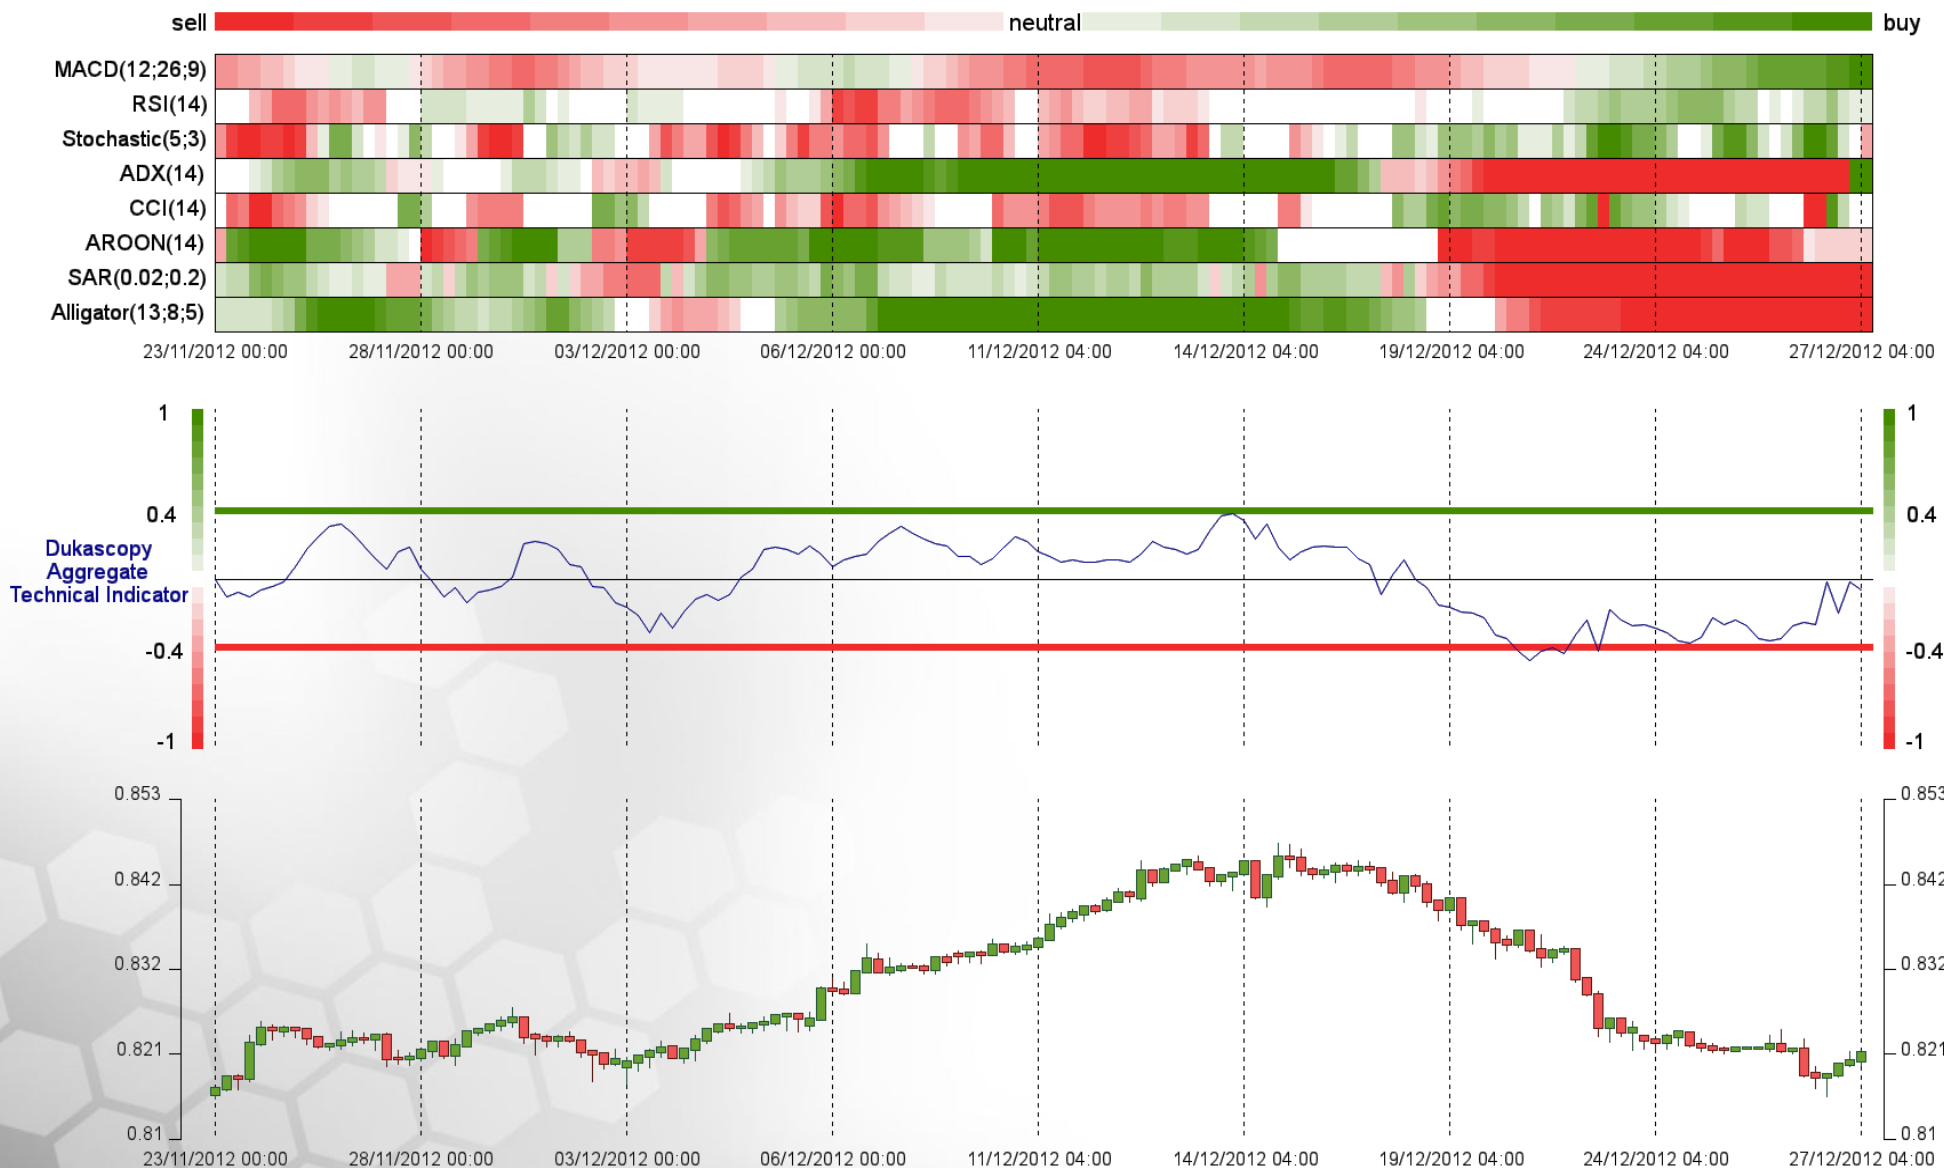 sell neutral buy
MACD(12;26;9)
RSI(14)
Stochastic(5;3)
ADX(14)
CCI(14)
AROON(14)
SAR(0.02;0.2)
Alligator(13;8;5)
23/11/2012 00:00 28/11/2012 00:00 03/12/2012 00:00 06/12/2012 00:00 11/12/2012 04:00 14/12/2012 04:00 19/12/2012 04:00 24/12/2012 04:00 27/12/2012 04:00
1 1
0.4 0.4
Dukascopy
Aggregate
Technical Indicator
-0.4 -0.4
-1 -1
0.853 0.853
0.842 0.842
0.832 0.832
0.821 0.821
0.81 0.81
23/11/2012 00:00 28/11/2012 00:00 03/12/2012 00:00 06/12/2012 00:00 11/12/2012 04:00 14/12/2012 04:00 19/12/2012 04:00 24/12/2012 04:00 27/12/2012 04:00